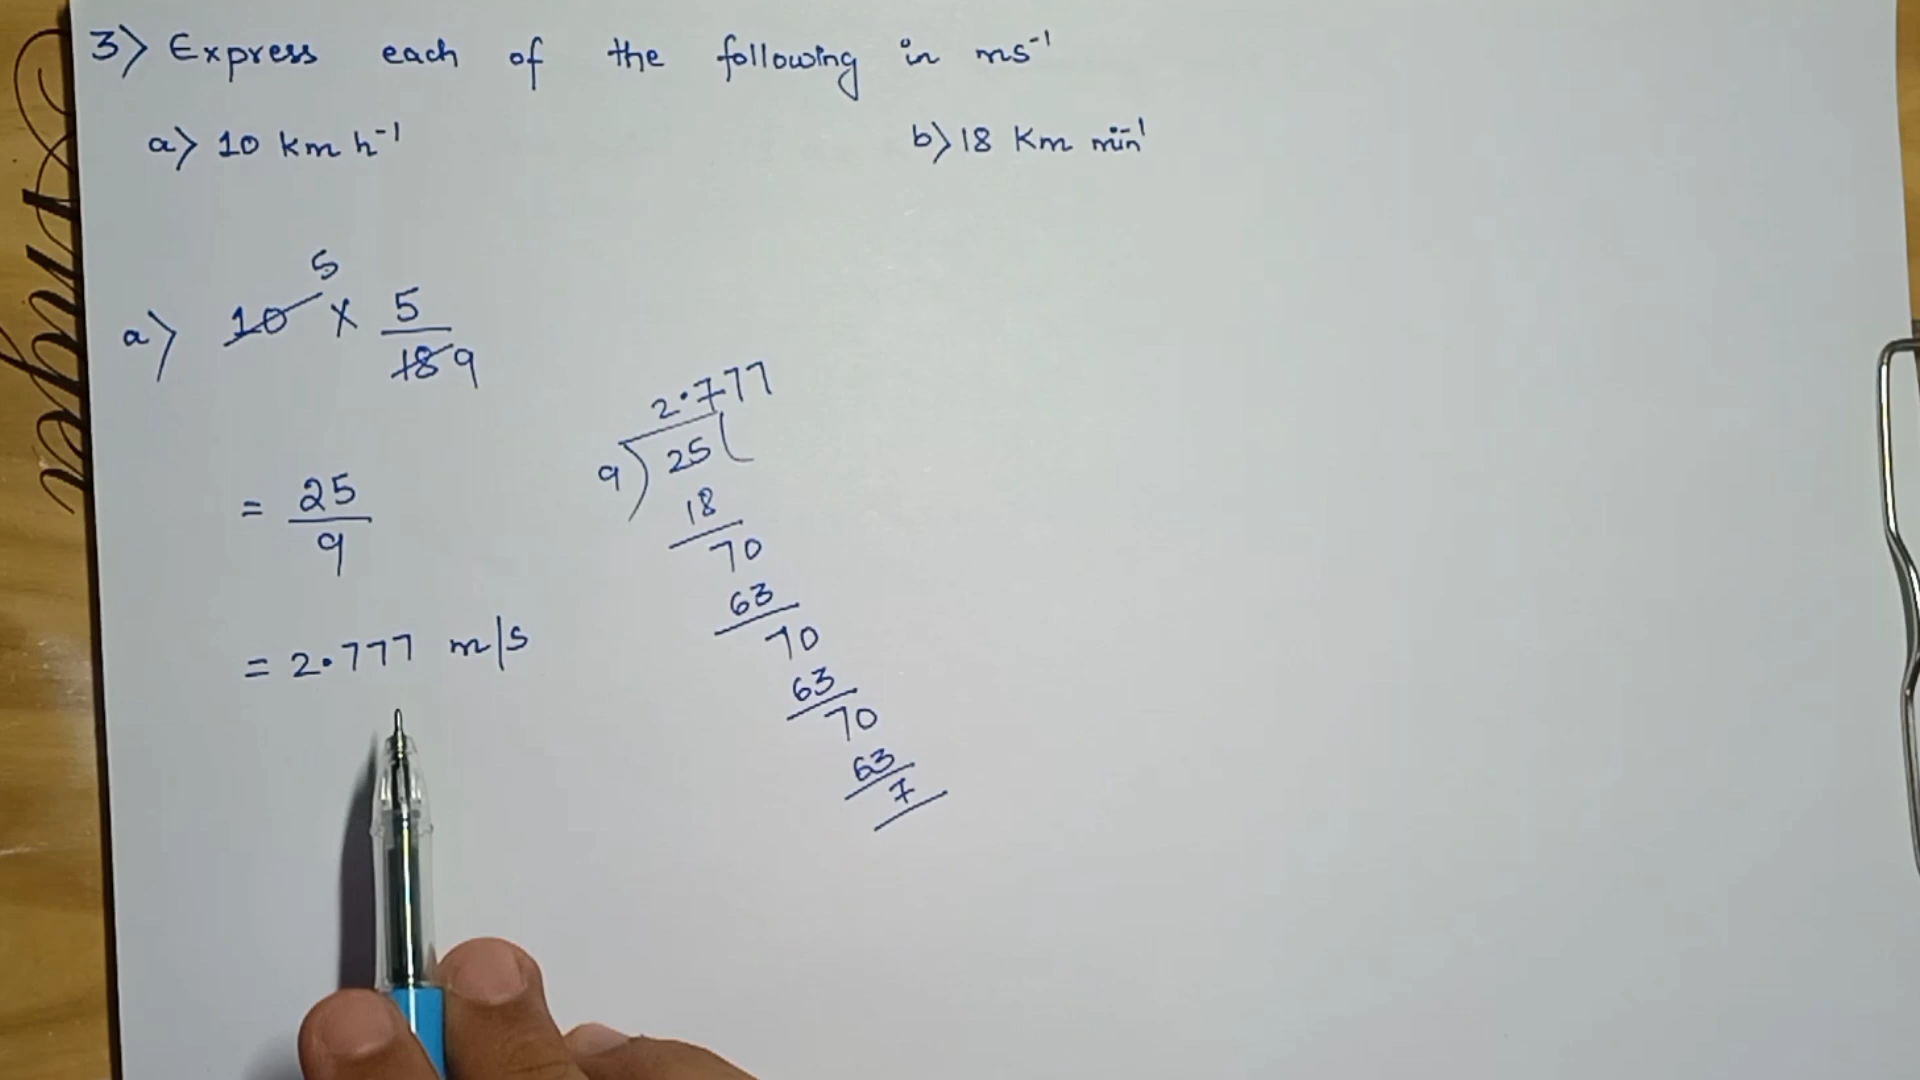 3) Express each of the following in ms⁻¹
a) 10 km h⁻¹
b) 18 Km min⁻¹
5
a) 10 × 5
18 9
= 25
9
= 2.777 m/s
2.777
9) 25 (
18
70
63
70
63
70
63
7